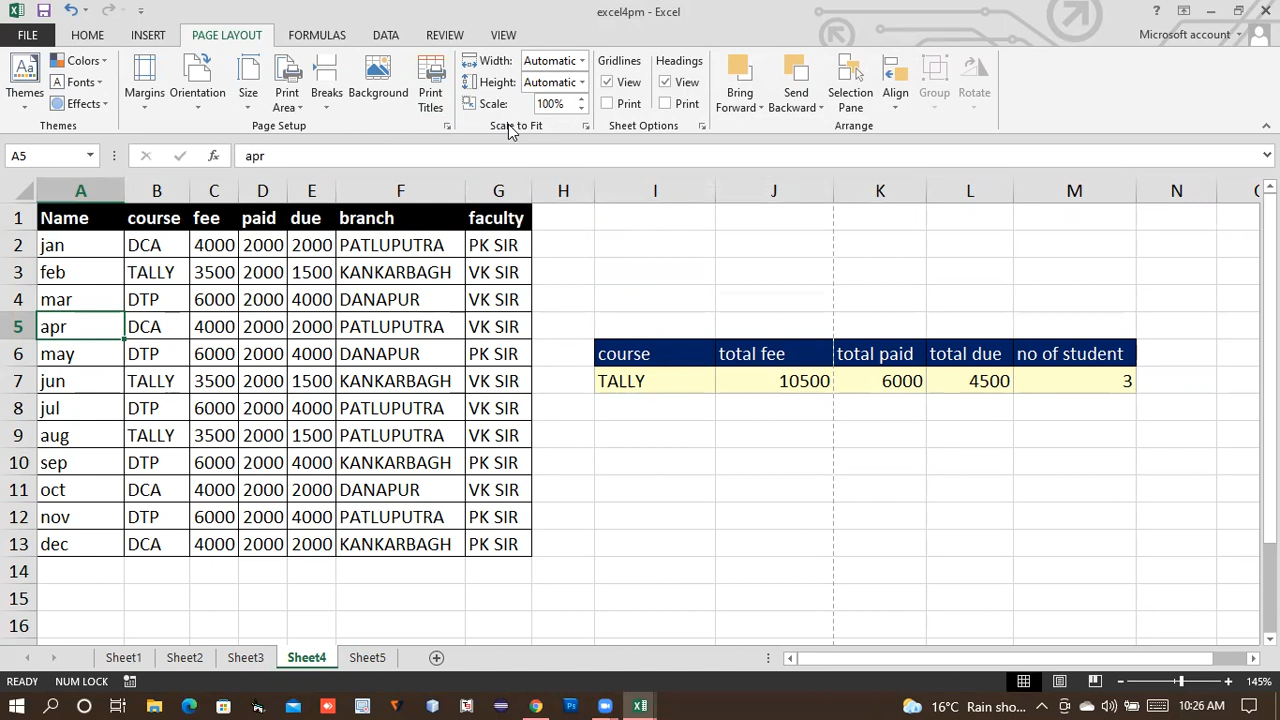 excel4pm - Excel
?
FILE HOME INSERT PAGE LAYOUT FORMULAS DATA REVIEW VIEW Microsoft account
Themes Colors Fonts Effects Margins Orientation Size Print Area Breaks Background Print Titles
Width: Automatic Height: Automatic Scale: 100%
Gridlines View Print Headings View Print
Bring Forward Send Backward Selection Pane Align Group Rotate
Themes Page Setup Scale to Fit Sheet Options Arrange
A5 fx apr
A B C D E F G H I J K L M N
1 Name course fee paid due branch faculty
2 jan DCA 4000 2000 2000 PATLUPUTRA PK SIR
3 feb TALLY 3500 2000 1500 KANKARBAGH VK SIR
4 mar DTP 6000 2000 4000 DANAPUR VK SIR
5 apr DCA 4000 2000 2000 PATLUPUTRA VK SIR
6 may DTP 6000 2000 4000 DANAPUR PK SIR course total fee total paid total due no of student
7 jun TALLY 3500 2000 1500 KANKARBAGH VK SIR TALLY 10500 6000 4500 3
8 jul DTP 6000 2000 4000 PATLUPUTRA VK SIR
9 aug TALLY 3500 2000 1500 PATLUPUTRA VK SIR
10 sep DTP 6000 2000 4000 KANKARBAGH PK SIR
11 oct DCA 4000 2000 2000 DANAPUR VK SIR
12 nov DTP 6000 2000 4000 PATLUPUTRA PK SIR
13 dec DCA 4000 2000 2000 KANKARBAGH PK SIR
14
15
16
Sheet1 Sheet2 Sheet3 Sheet4 Sheet5
READY NUM LOCK 145%
16°C Rain sho... 10:26 AM